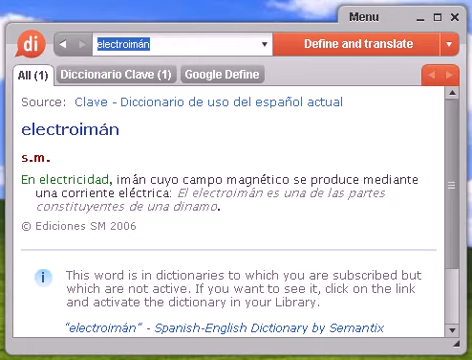 Menu
di
electroimán
Define and translate
All (1)
Diccionario Clave (1)
Google Define
Source: Clave - Diccionario de uso del español actual
electroimán
s.m.
En electricidad, imán cuyo campo magnético se produce mediante
una corriente eléctrica: El electroimán es una de las partes
constituyentes de una dinamo.
© Ediciones SM 2006
i
This word is in dictionaries to which you are subscribed but
which are not active. If you want to see it, click on the link
and activate the dictionary in your Library.
"electroimán" - Spanish-English Dictionary by Semantix